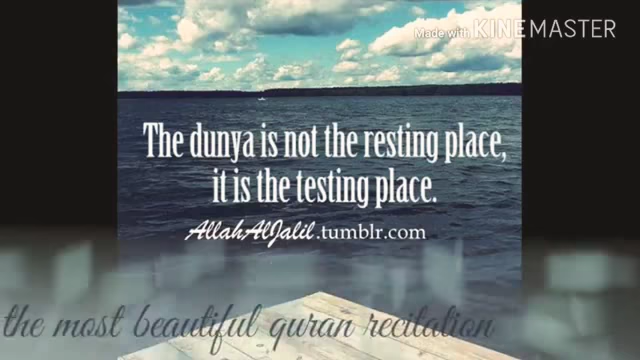 Made with KINEMASTER
The dunya is not the resting place,
it is the testing place.
AllahAlJalil.tumblr.com
the most beautiful quran recitation